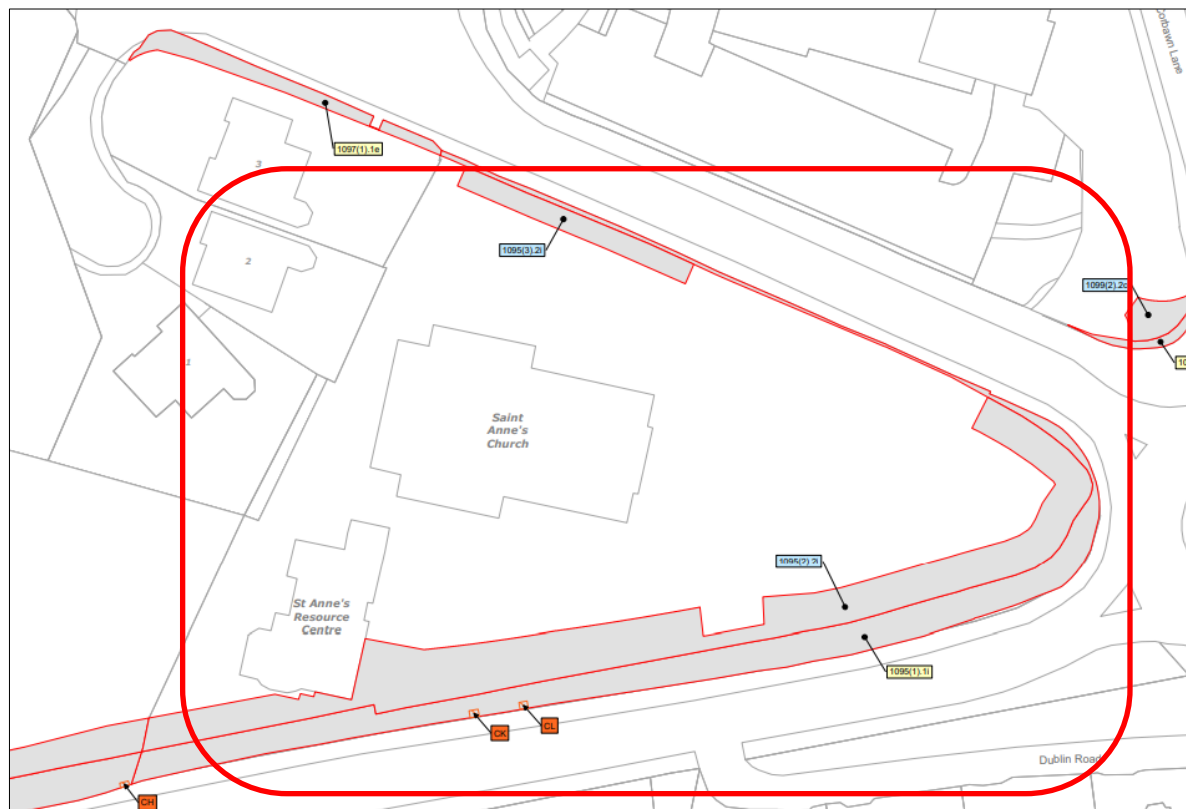 Corbawn Lane
1097(1).1e
3
1095(3).2i
2
1099(2).2c
10
1
Saint
Anne's
Church
1095(2).2i
St Anne's
Resource
Centre
1095(1).1i
CL
CK
Dublin Road
CH